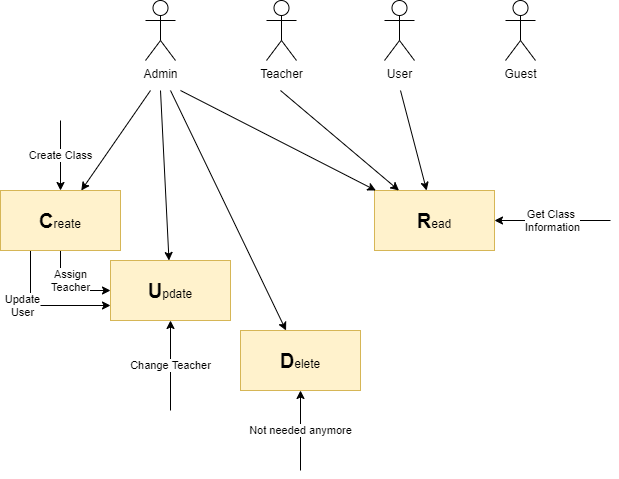 Admin
Teacher
User
Guest
Create Class
Create
Read
Get Class
Information
Assign
Teacher
Update
User
Update
Change Teacher
Delete
Not needed anymore